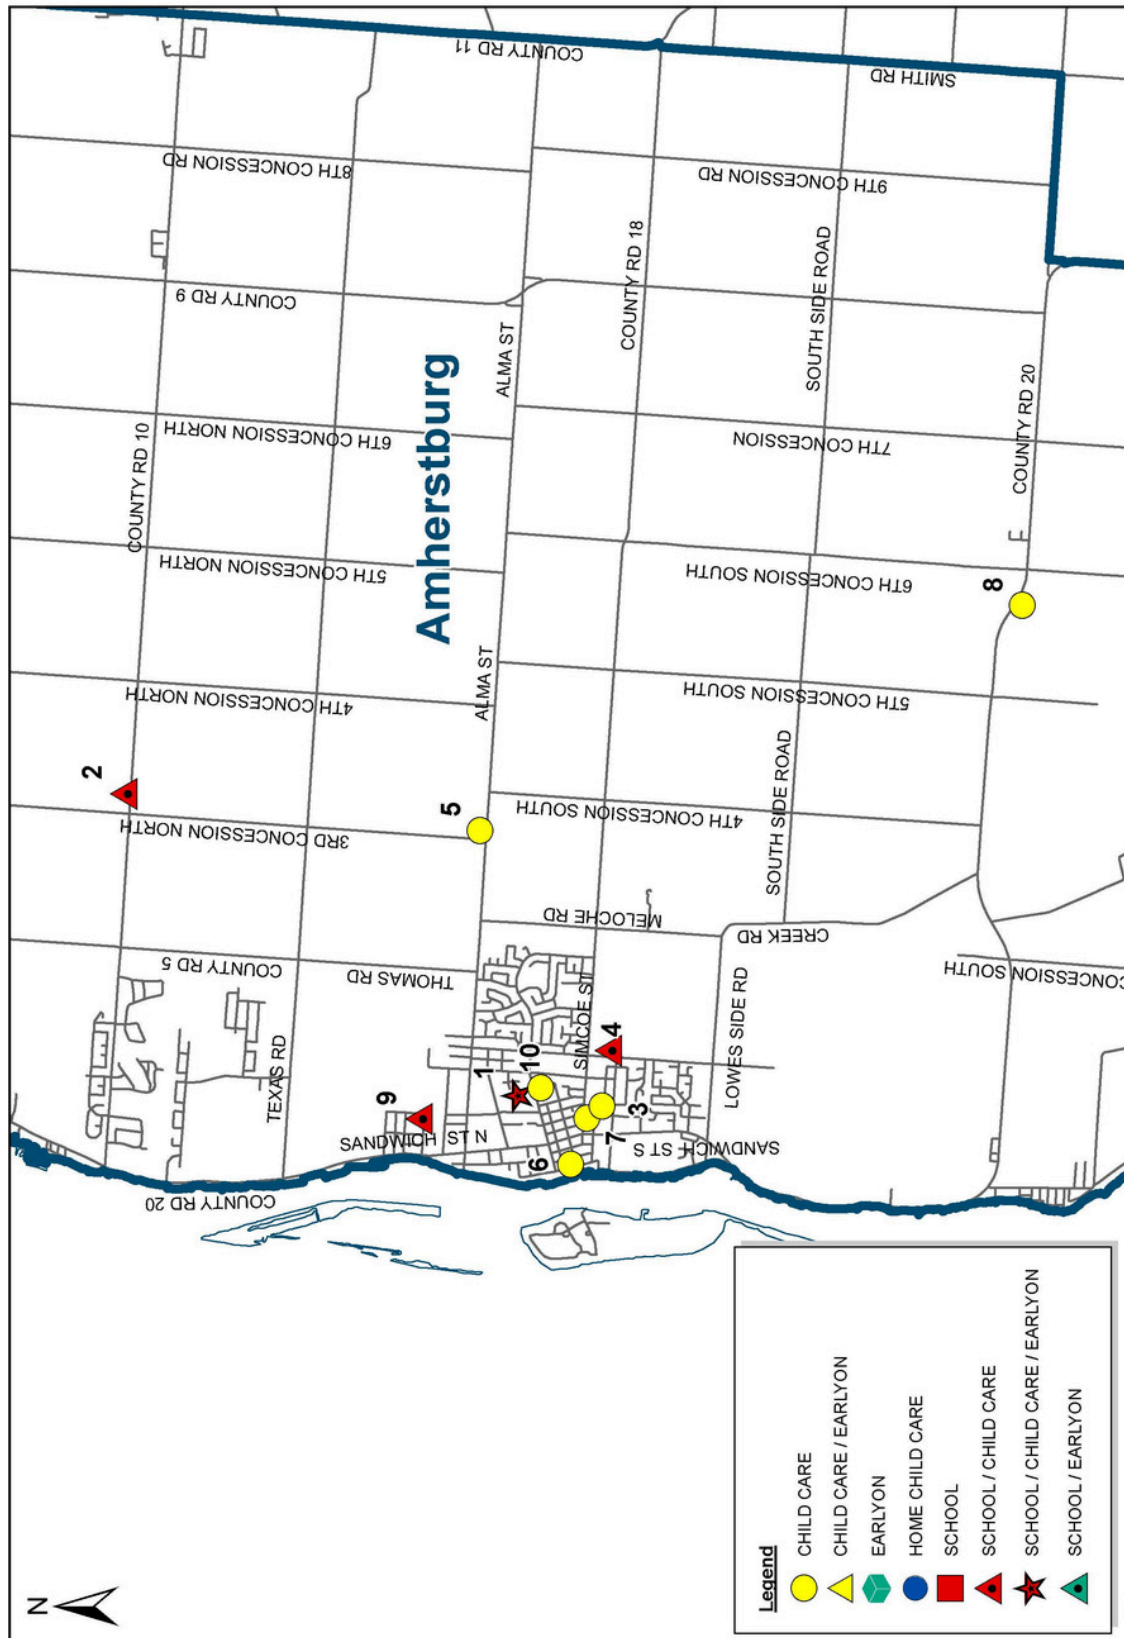 N
Amherstburg
COUNTY RD 11
SMITH RD
8TH CONCESSION RD
9TH CONCESSION RD
COUNTY RD 9
COUNTY RD 18
SOUTH SIDE ROAD
ALMA ST
COUNTY RD 10
6TH CONCESSION NORTH
7TH CONCESSION
COUNTY RD 20
5TH CONCESSION NORTH
6TH CONCESSION SOUTH
8
4TH CONCESSION NORTH
ALMA ST
5TH CONCESSION SOUTH
2
3RD CONCESSION NORTH
5
4TH CONCESSION SOUTH
SOUTH SIDE ROAD
MELOCHE RD
CREEK RD
COUNTY RD 5
THOMAS RD
CONCESSION SOUTH
SIMCOE ST
TEXAS RD
LOWES SIDE RD
1
10
4
9
3
7
6
SANDWICH ST N
SANDWICH ST S
COUNTY RD 20
Legend
CHILD CARE
CHILD CARE / EARLYON
EARLYON
HOME CHILD CARE
SCHOOL
SCHOOL / CHILD CARE
SCHOOL / CHILD CARE / EARLYON
SCHOOL / EARLYON